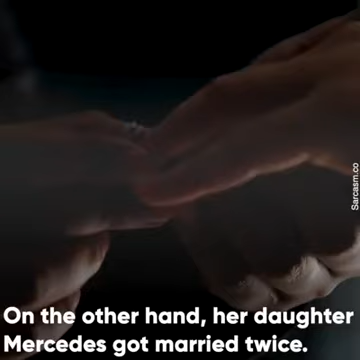 Sarcasm.co
On the other hand, her daughter
Mercedes got married twice.